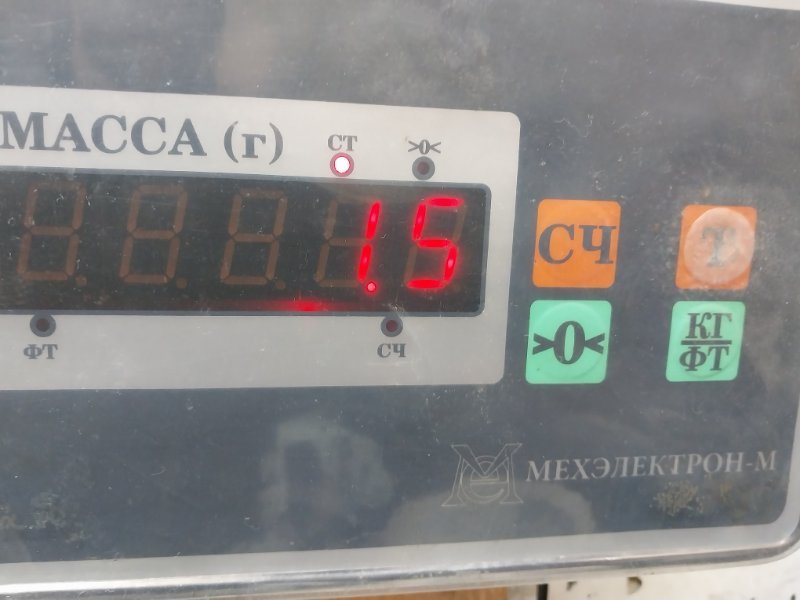 МАССА (г)
СТ
>0<
1.5
ФТ
СЧ
СЧ
Т
>0<
КГ
ФТ
МЕХЭЛЕКТРОН-М